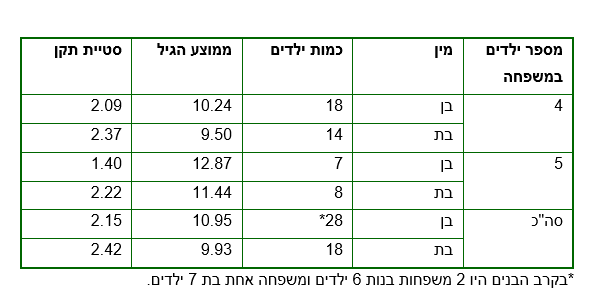 מספר ילדים במשפחה	מין	כמות ילדים	ממוצע הגיל	סטיית תקן
4	בן	18	10.24	2.09
בת	14	9.50	2.37
5	בן	7	12.87	1.40
בת	8	11.44	2.22
סה"כ	בן	28*	10.95	2.15
בת	18	9.93	2.42
*בקרב הבנים היו 2 משפחות בנות 6 ילדים ומשפחה אחת בת 7 ילדים.